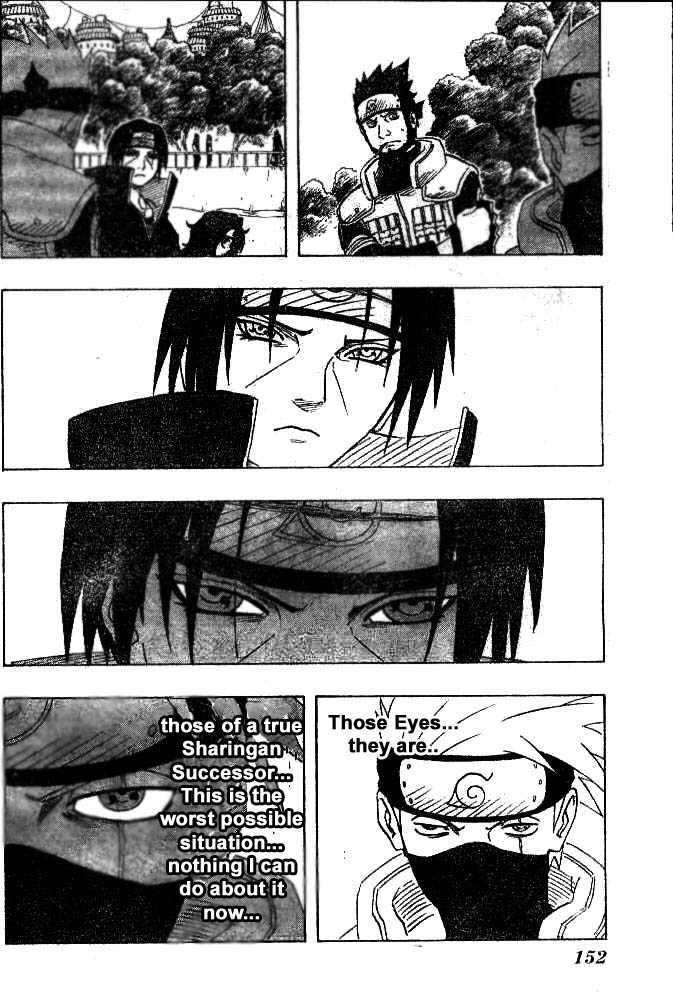 Those Eyes...
they are..
those of a true
Sharingan
Successor...
This is the
worst possible
situation...
nothing I can
do about it
now...
152